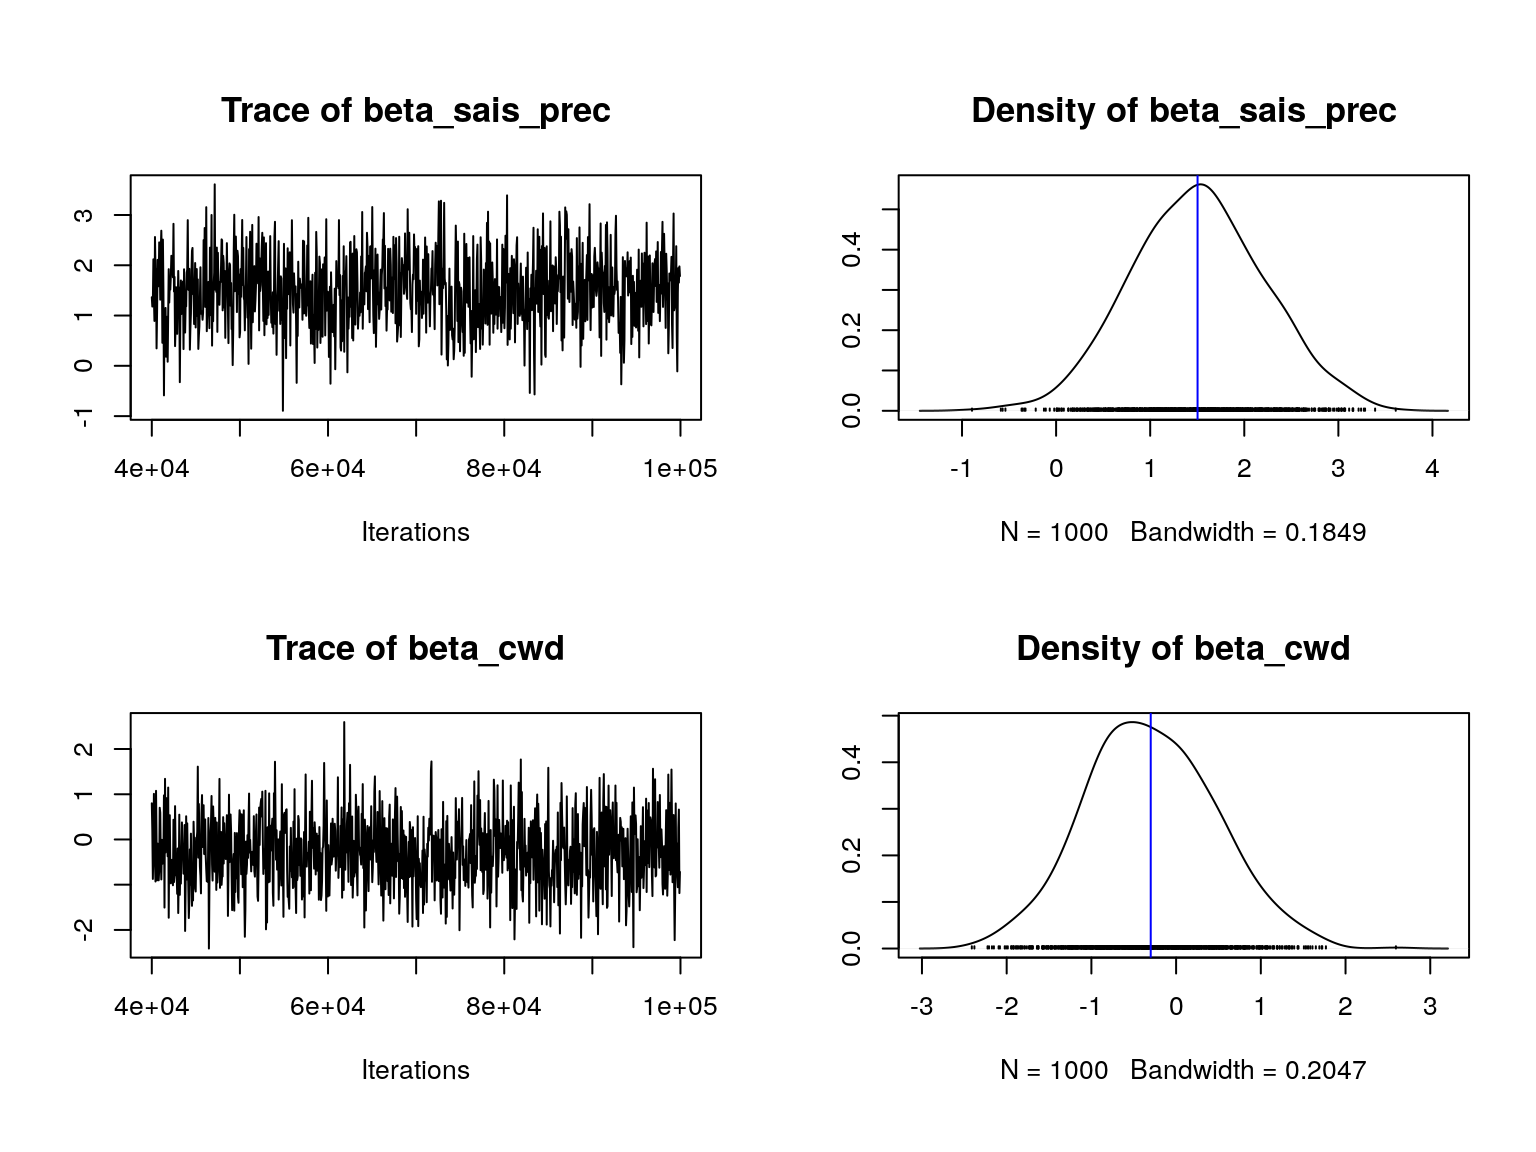 Trace of beta_sais_prec
3
2
1
0
-1
4e+04 6e+04 8e+04 1e+05
Iterations
Density of beta_sais_prec
0.4
0.2
0.0
-1 0 1 2 3 4
N = 1000 Bandwidth = 0.1849
Trace of beta_cwd
2
1
0
-2
4e+04 6e+04 8e+04 1e+05
Iterations
Density of beta_cwd
0.4
0.2
0.0
-3 -2 -1 0 1 2 3
N = 1000 Bandwidth = 0.2047